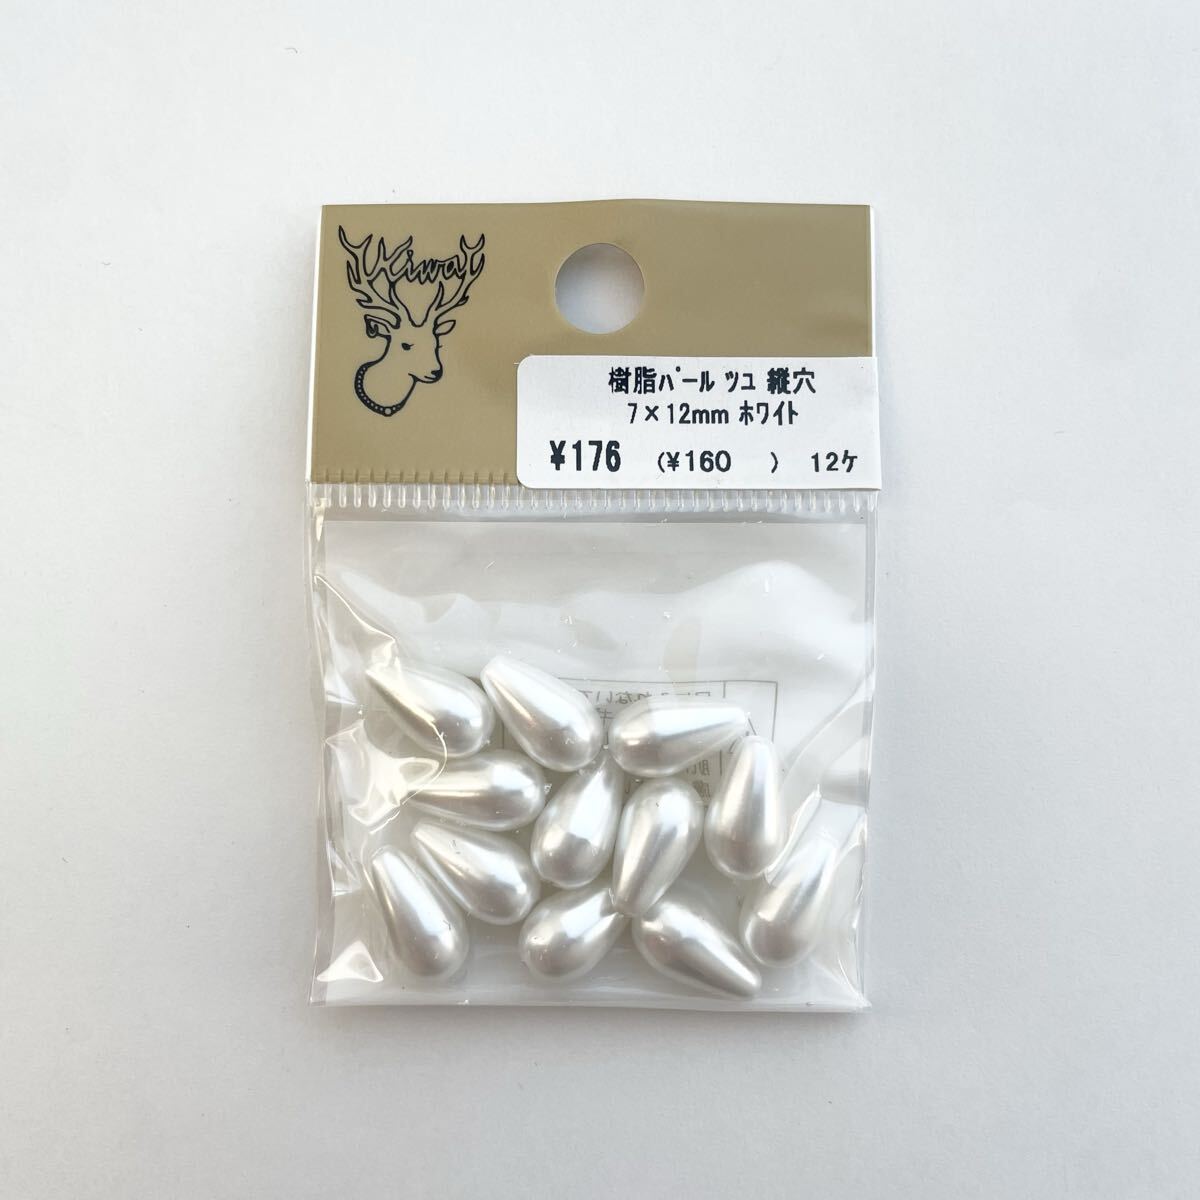 Kiwa
樹脂パール ツユ 縦穴
7×12mm ホワイト
¥176 (¥160 ) 12ケ